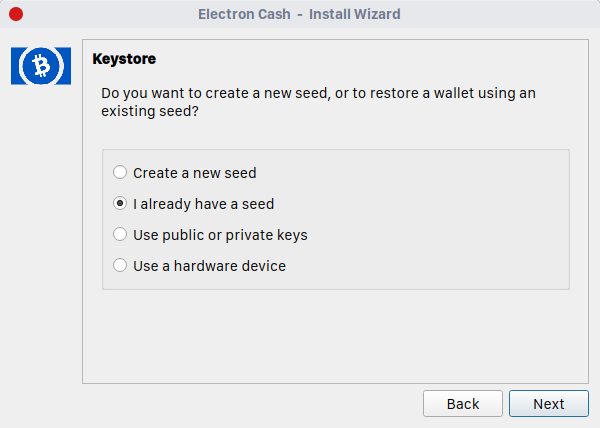 Electron Cash - Install Wizard
Keystore
Do you want to create a new seed, or to restore a wallet using an
existing seed?
Create a new seed
I already have a seed
Use public or private keys
Use a hardware device
Back
Next